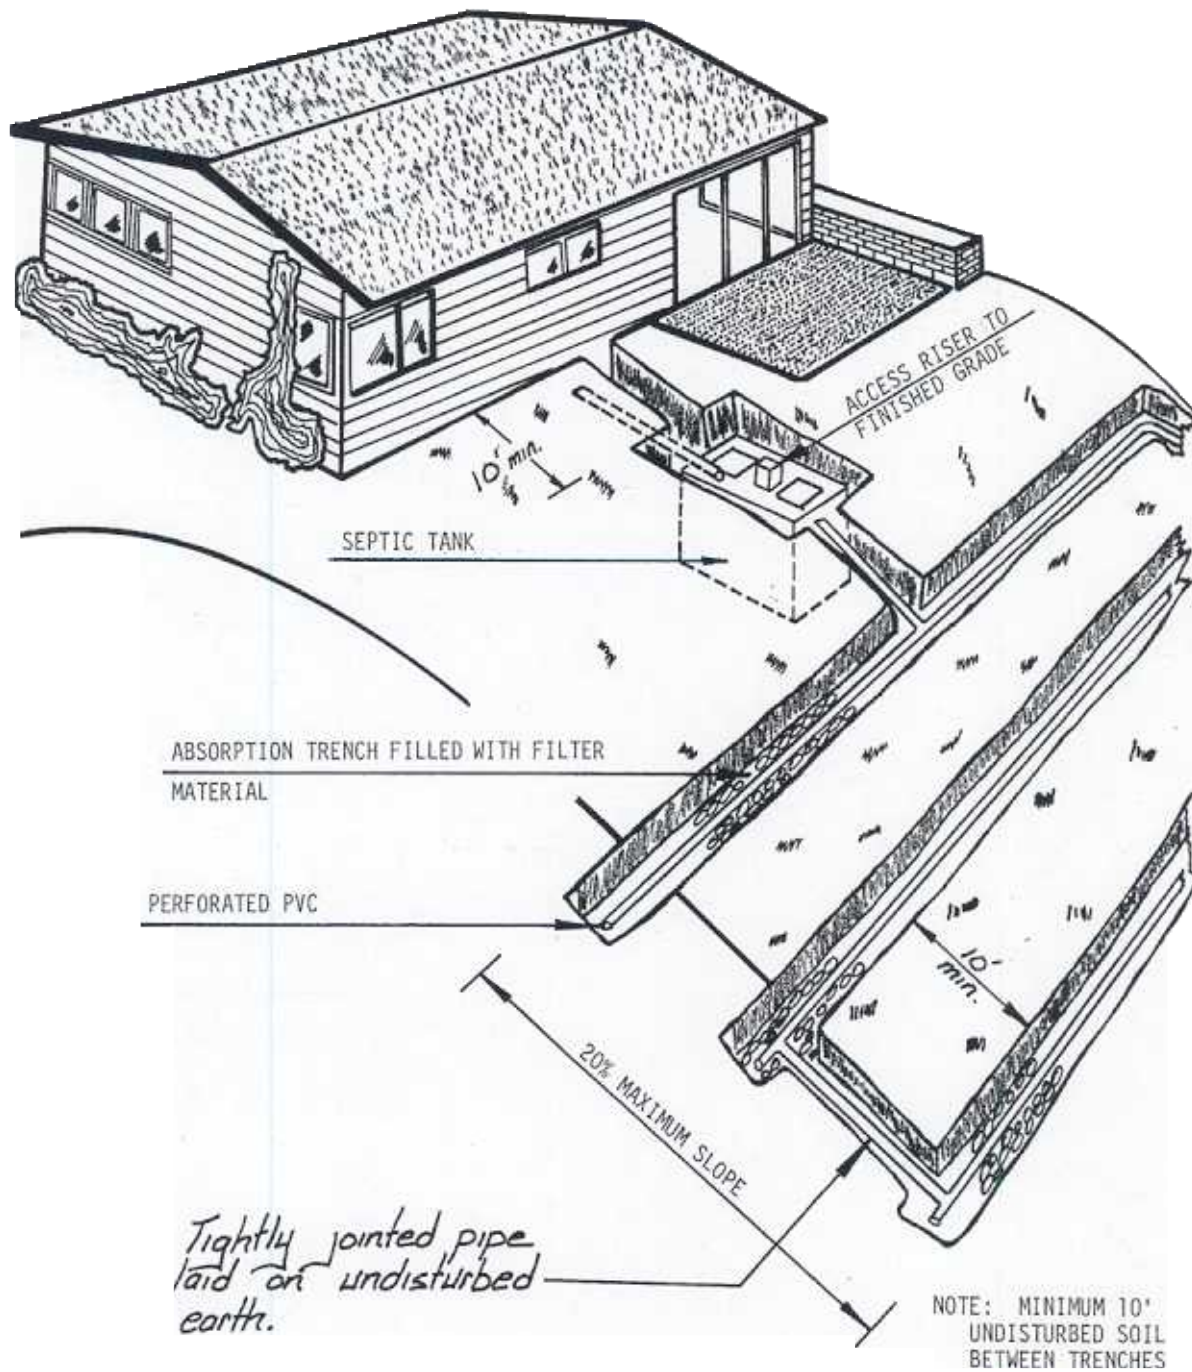 ACCESS RISER TO
FINISHED GRADE
10' min.
SEPTIC TANK
ABSORPTION TRENCH FILLED WITH FILTER
MATERIAL
PERFORATED PVC
10'
min.
20% MAXIMUM SLOPE
Tightly jointed pipe
laid on undisturbed
earth.
NOTE: MINIMUM 10'
UNDISTURBED SOIL
BETWEEN TRENCHES